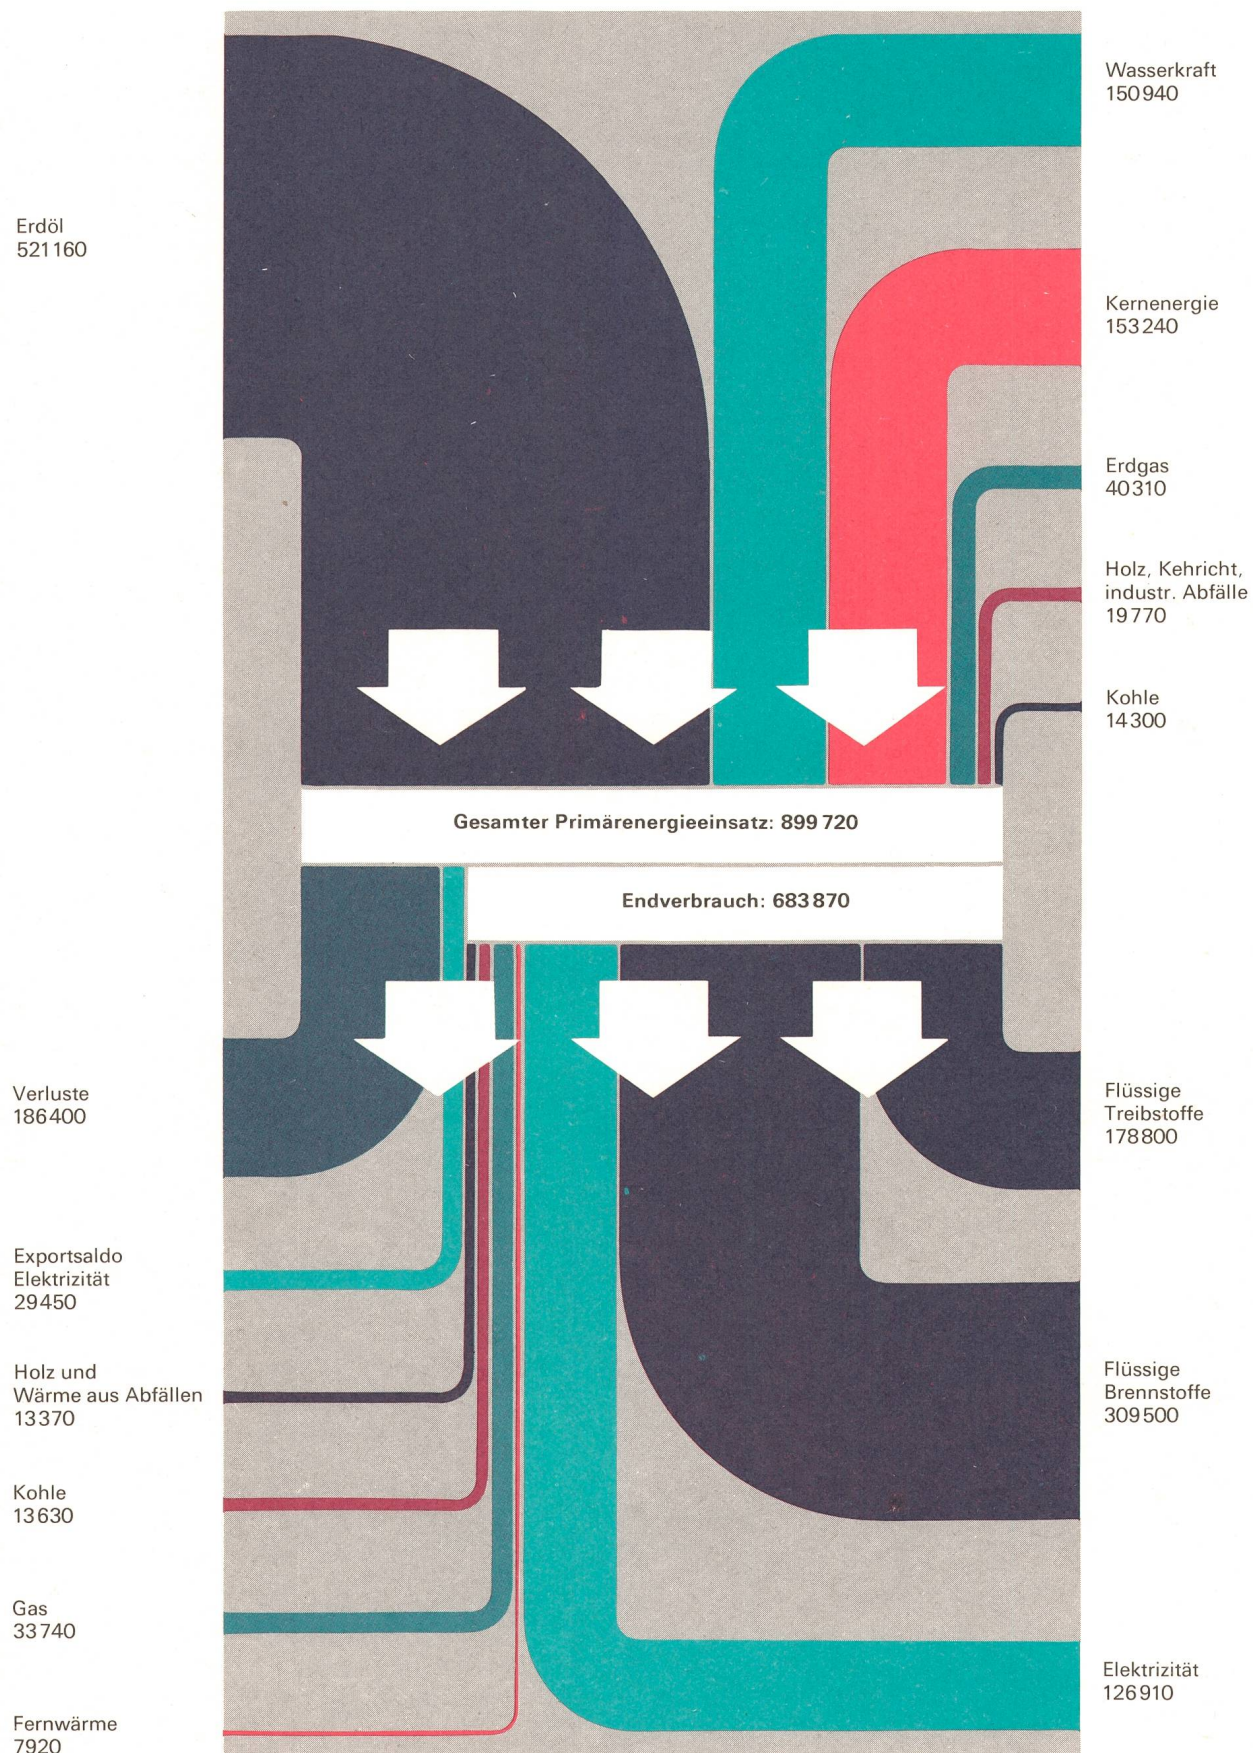 Erdöl
521160
Wasserkraft
150940
Kernenergie
153240
Erdgas
40310
Holz, Kehricht,
industr. Abfälle
19770
Kohle
14300
Gesamter Primärenergieeinsatz: 899 720
Endverbrauch: 683870
Verluste
186400
Exportsaldo
Elektrizität
29450
Holz und
Wärme aus Abfällen
13370
Kohle
13630
Gas
33740
Fernwärme
7920
Flüssige
Treibstoffe
178800
Flüssige
Brennstoffe
309500
Elektrizität
126910